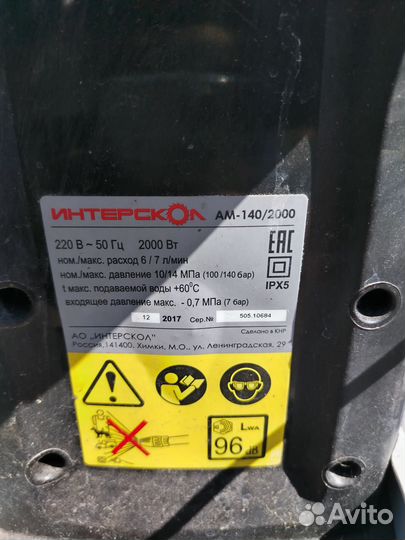 ИНТЕРСКОЛ АМ-140/2000
220 В ~ 50 Гц 2000 Вт
ном./макс. расход 6 / 7 л/мин
ном./макс. давление 10/14 МПа (100/140 бар)
t макс. подаваемой воды +60°С
входящее давление макс. - 0,7 МПа (7 бар)
EAC
IPX5
12 2017 Сер.№ 505.10684
АО „ИНТЕРСКОЛ" Сделано в КНР
Россия,141400, Химки, М.О., ул. Ленинградская, 29
LWA
96 dB
Avito